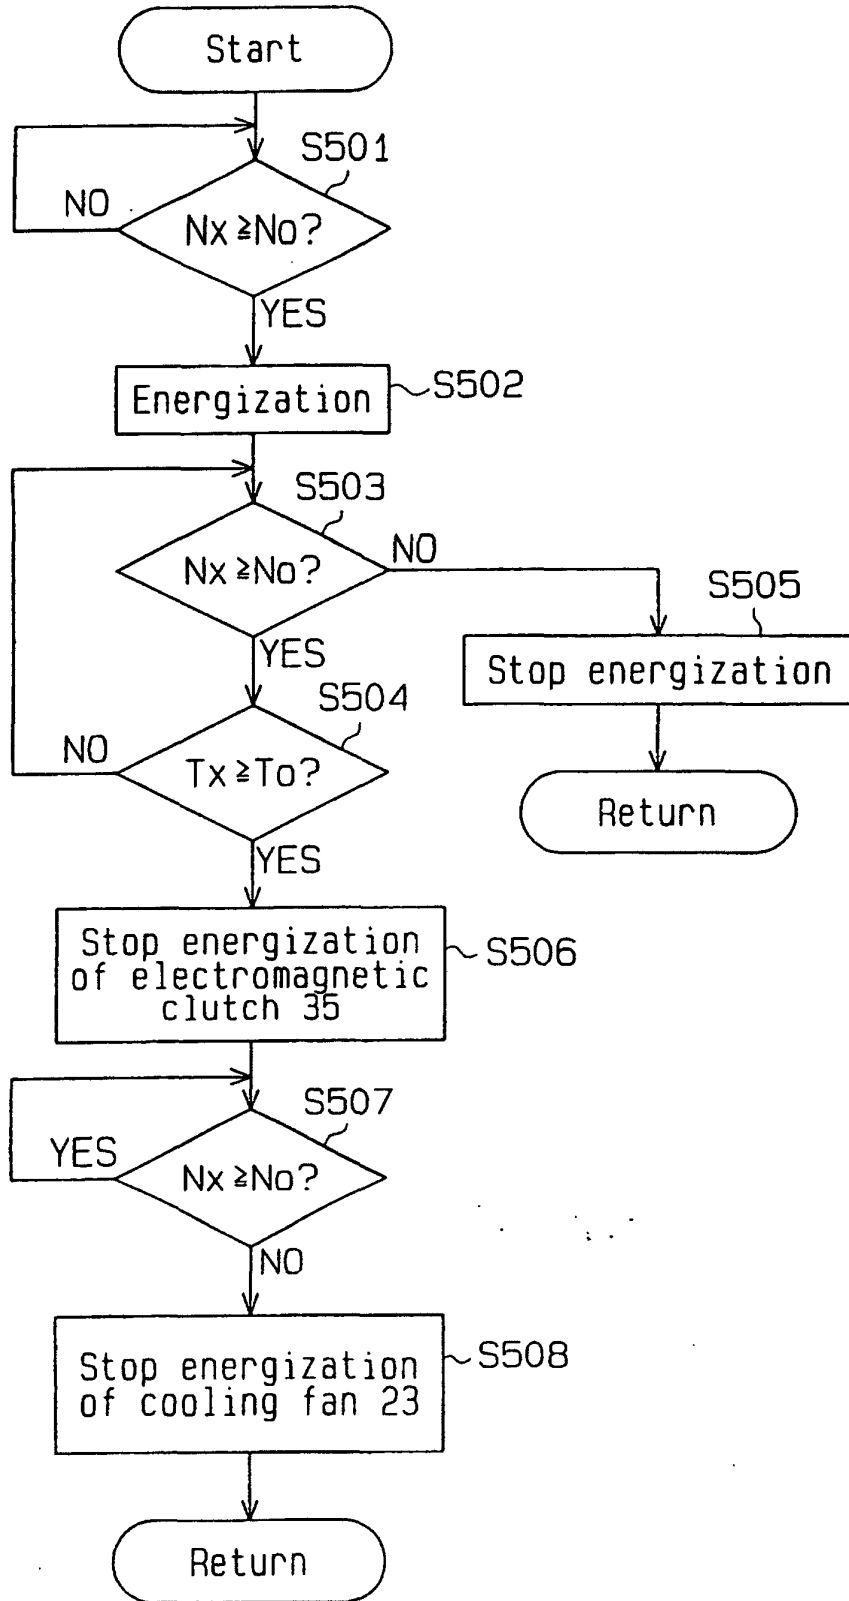 Start
S501
NO
Nx≧No?
YES
Energization
S502
S503
Nx≧No?
NO
S505
YES
Stop energization
S504
NO
Tx≧To?
Return
YES
Stop energization
of electromagnetic
clutch 35
S506
S507
YES
Nx≧No?
NO
Stop energization
of cooling fan 23
S508
Return